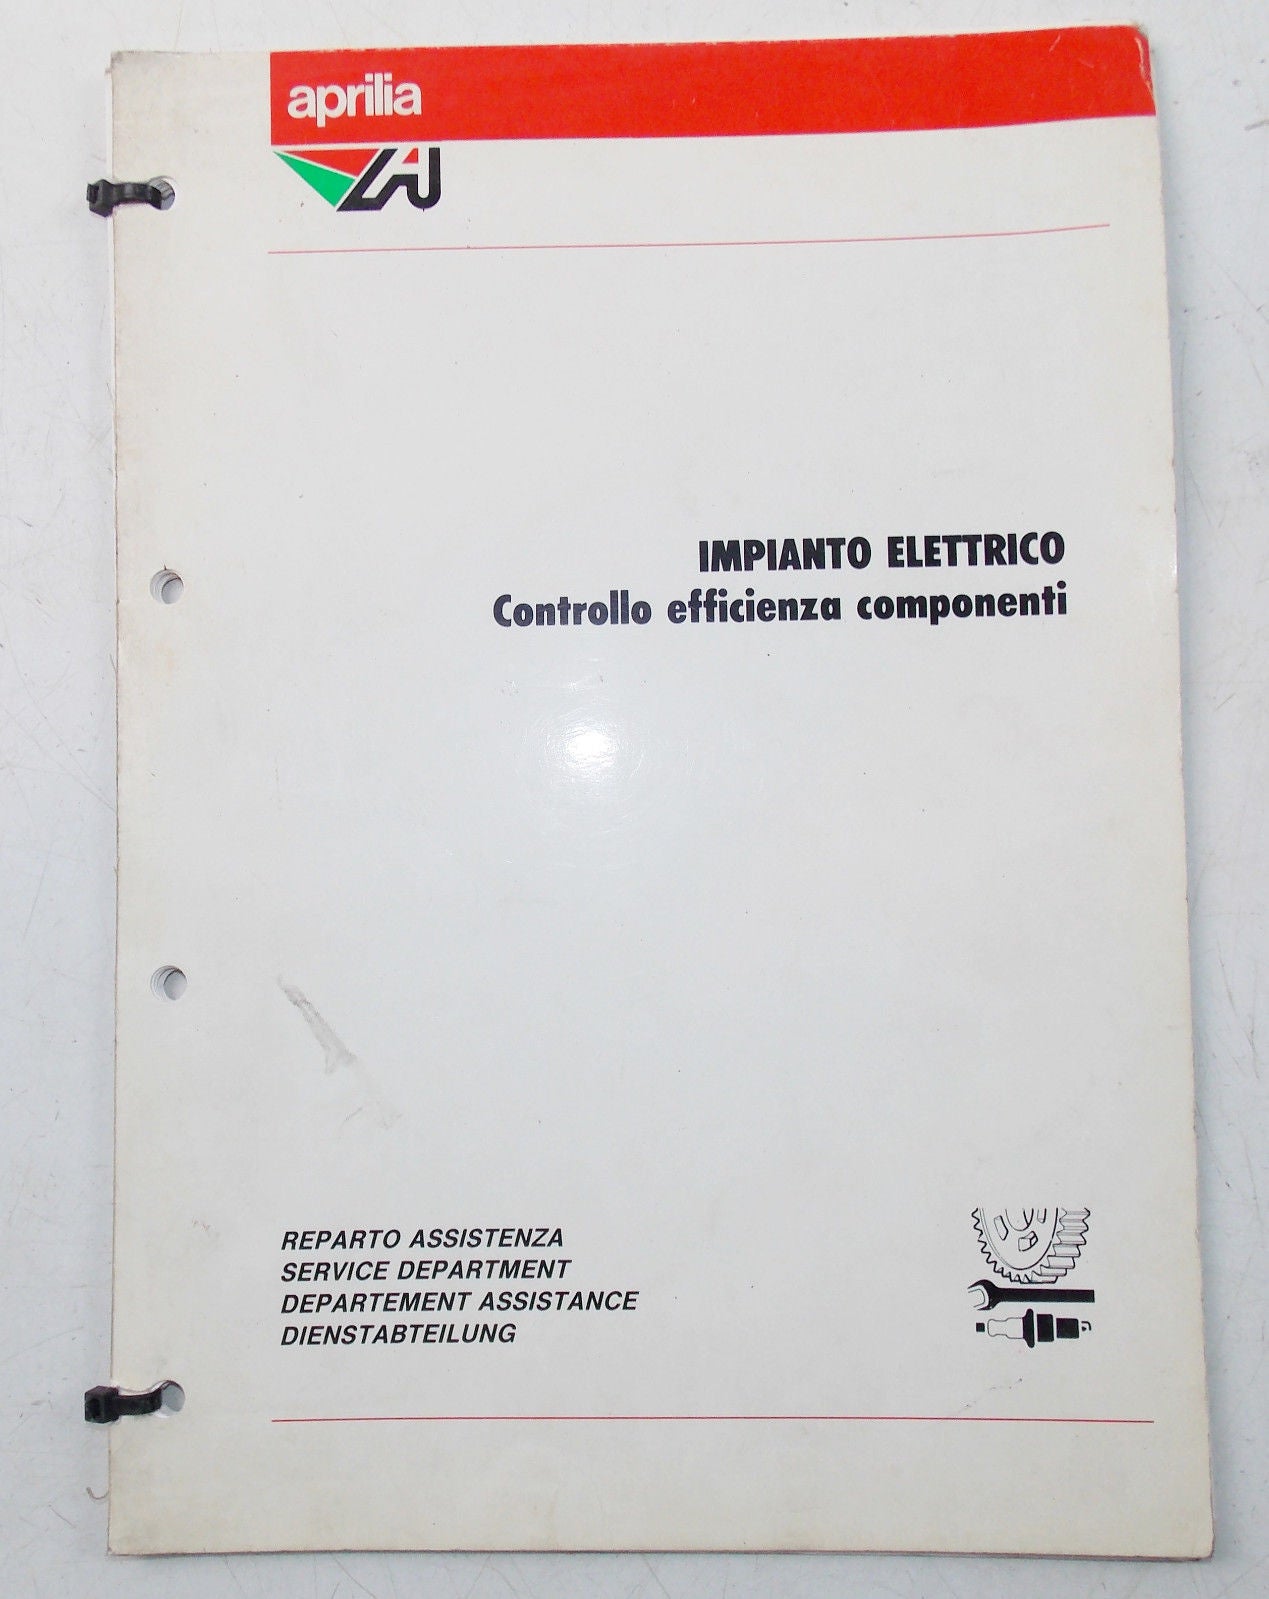 aprilia
IMPIANTO ELETTRICO
Controllo efficienza componenti
REPARTO ASSISTENZA
SERVICE DEPARTMENT
DEPARTEMENT ASSISTANCE
DIENSTABTEILUNG